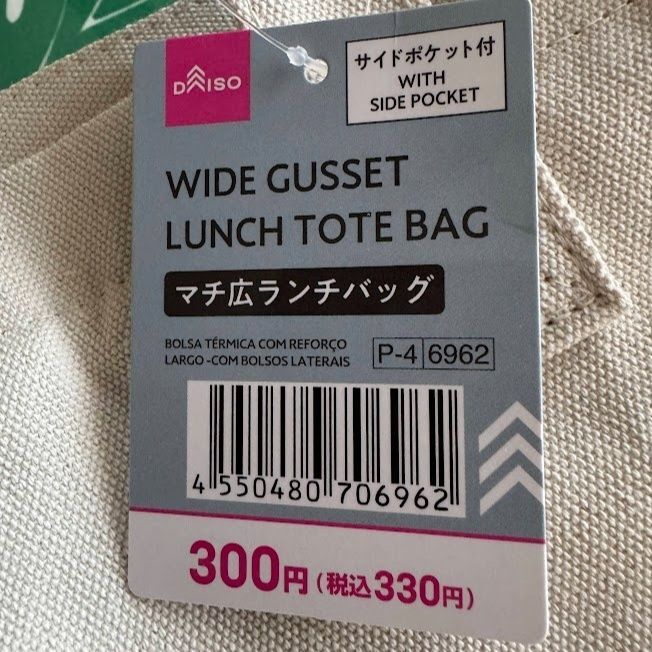 DAISO
サイドポケット付
WITH
SIDE POCKET
WIDE GUSSET
LUNCH TOTE BAG
マチ広ランチバッグ
BOLSA TÉRMICA COM REFORÇO
LARGO -COM BOLSOS LATERAIS
P-4 6962
4 550480 706962
300円(税込330円)